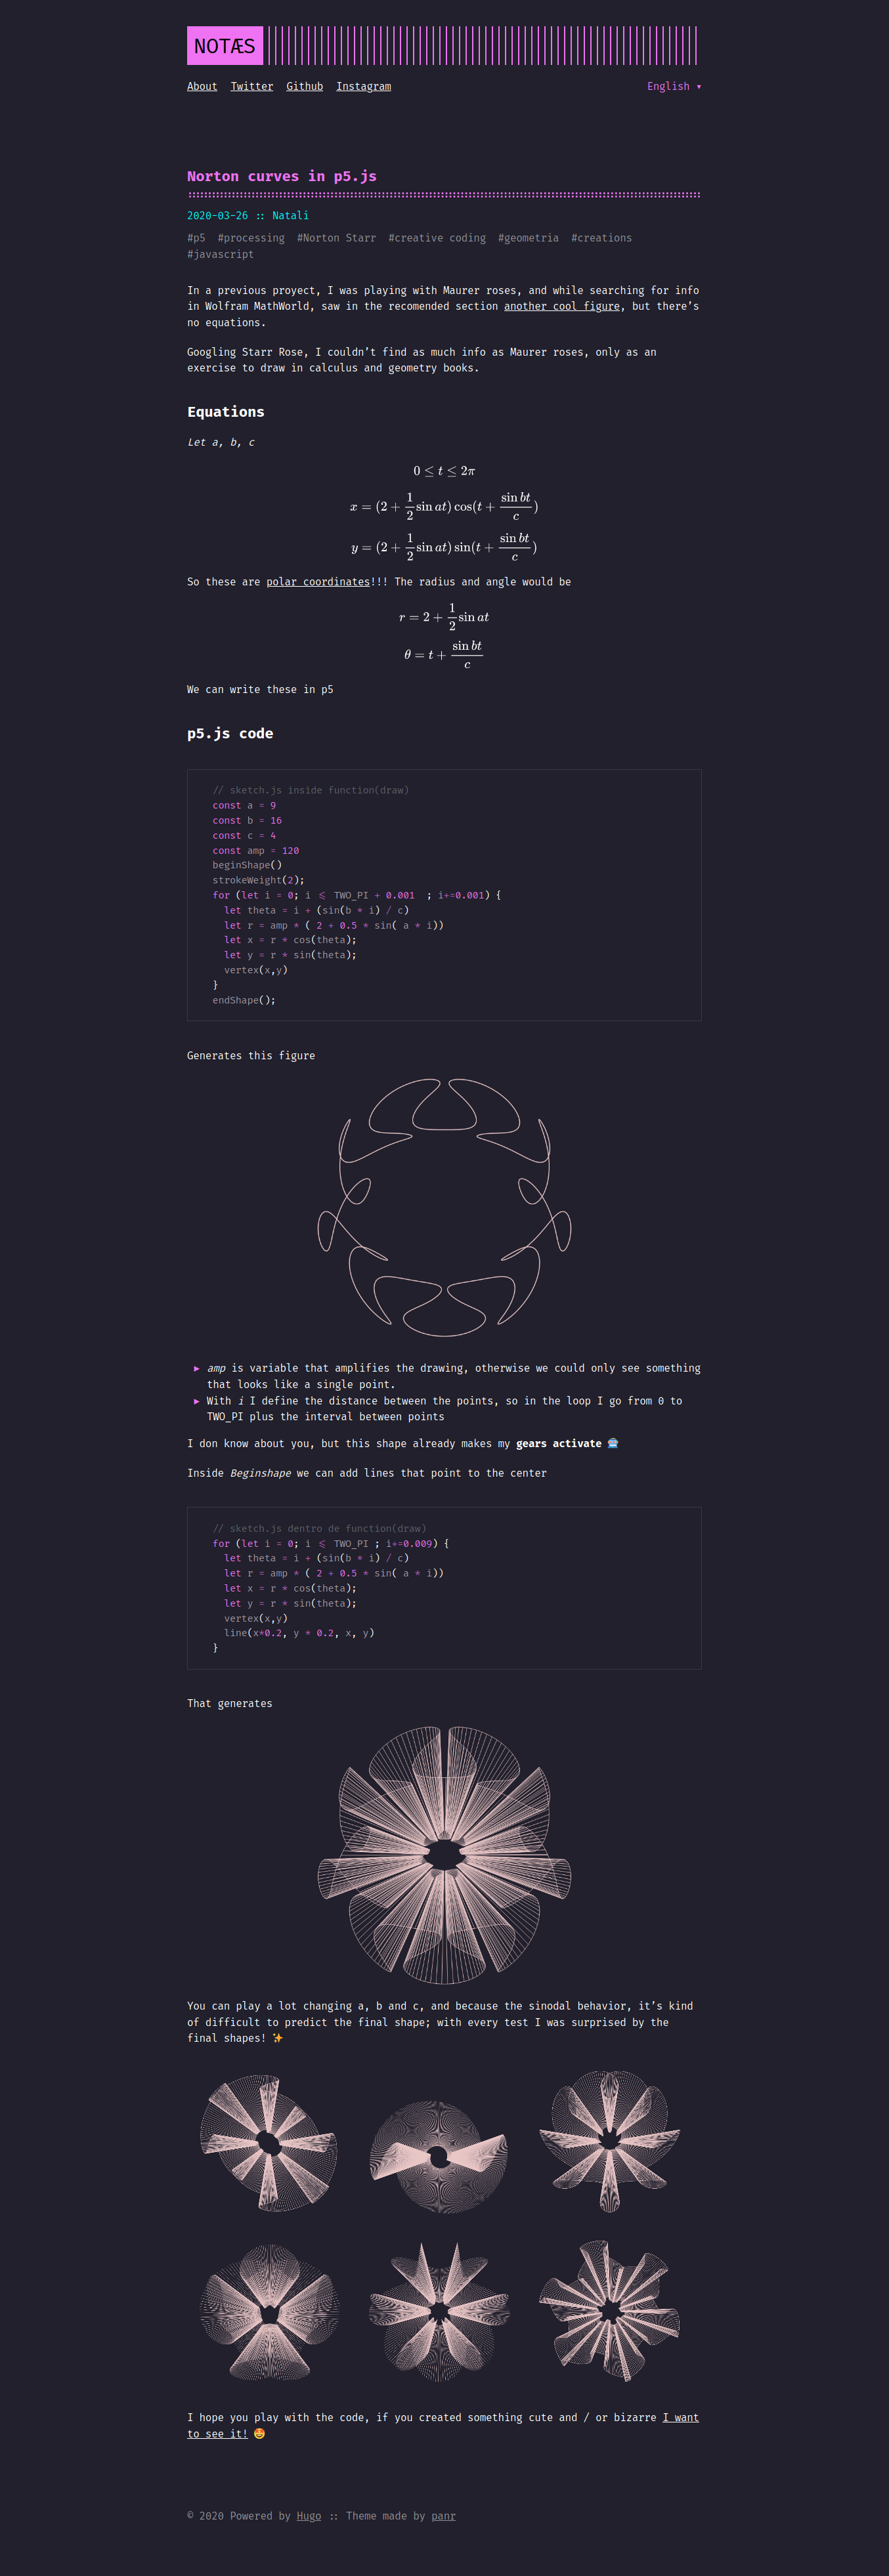 NOTÆS
About Twitter Github Instagram English ▾
Norton curves in p5.js
2020-03-26 :: Natali
#p5 #processing #Norton Starr #creative coding #geometria #creations
#javascript
In a previous proyect, I was playing with Maurer roses, and while searching for info
in Wolfram MathWorld, saw in the recomended section another cool figure, but there’s
no equations.
Googling Starr Rose, I couldn’t find as much info as Maurer roses, only as an
exercise to draw in calculus and geometry books.
Equations
Let a, b, c
0 ≤ t ≤ 2π
x = (2 + 1/2 sin at) cos(t + sin bt/c)
y = (2 + 1/2 sin at) sin(t + sin bt/c)
So these are polar coordinates!!! The radius and angle would be
r = 2 + 1/2 sin at
θ = t + sin bt/c
We can write these in p5
p5.js code
// sketch.js inside function(draw)
const a = 9
const b = 16
const c = 4
const amp = 120
beginShape()
strokeWeight(2);
for (let i = 0; i <= TWO_PI + 0.001  ; i+=0.001) {
let theta = i + (sin(b * i) / c)
let r = amp * ( 2 + 0.5 * sin( a * i))
let x = r * cos(theta);
let y = r * sin(theta);
vertex(x,y)
}
endShape();
Generates this figure
▶ amp is variable that amplifies the drawing, otherwise we could only see something
that looks like a single point.
▶ With i I define the distance between the points, so in the loop I go from 0 to
TWO_PI plus the interval between points
I don know about you, but this shape already makes my gears activate 🤖
Inside Beginshape we can add lines that point to the center
// sketch.js dentro de function(draw)
for (let i = 0; i <= TWO_PI ; i+=0.009) {
let theta = i + (sin(b * i) / c)
let r = amp * ( 2 + 0.5 * sin( a * i))
let x = r * cos(theta);
let y = r * sin(theta);
vertex(x,y)
line(x*0.2, y * 0.2, x, y)
}
That generates
You can play a lot changing a, b and c, and because the sinodal behavior, it’s kind
of difficult to predict the final shape; with every test I was surprised by the
final shapes! ✨
I hope you play with the code, if you created something cute and / or bizarre I want
to see it! 🤩
© 2020 Powered by Hugo :: Theme made by panr